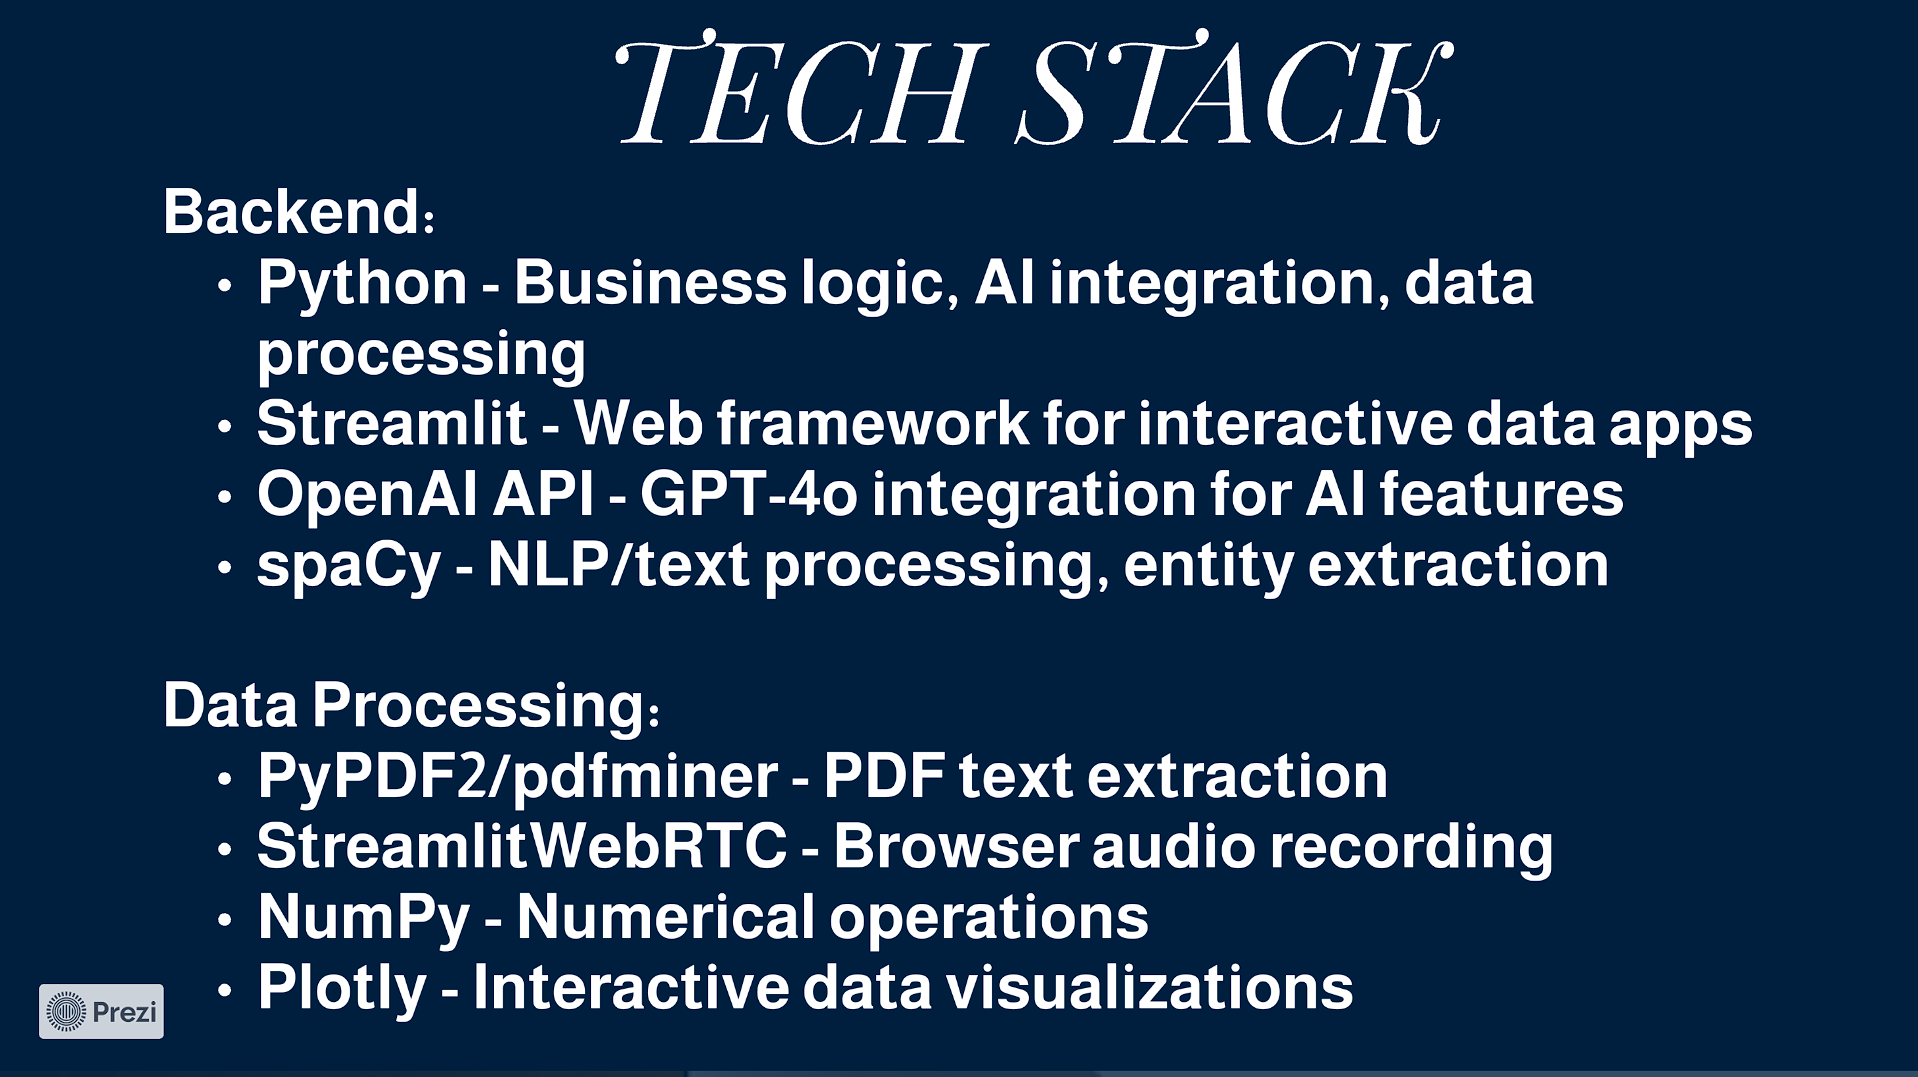 TECH STACK
Backend:
• Python - Business logic, AI integration, data
processing
• Streamlit - Web framework for interactive data apps
• OpenAI API - GPT-4o integration for AI features
• spaCy - NLP/text processing, entity extraction
Data Processing:
• PyPDF2/pdfminer - PDF text extraction
• StreamlitWebRTC - Browser audio recording
• NumPy - Numerical operations
• Plotly - Interactive data visualizations
Prezi